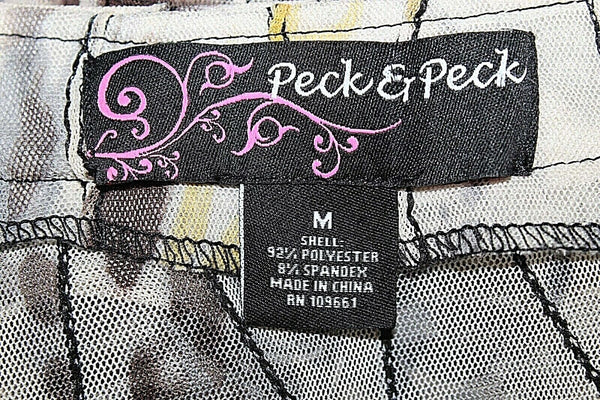 Peck & Peck
M
SHELL:
92% POLYESTER
8% SPANDEX
MADE IN CHINA
RN 109661